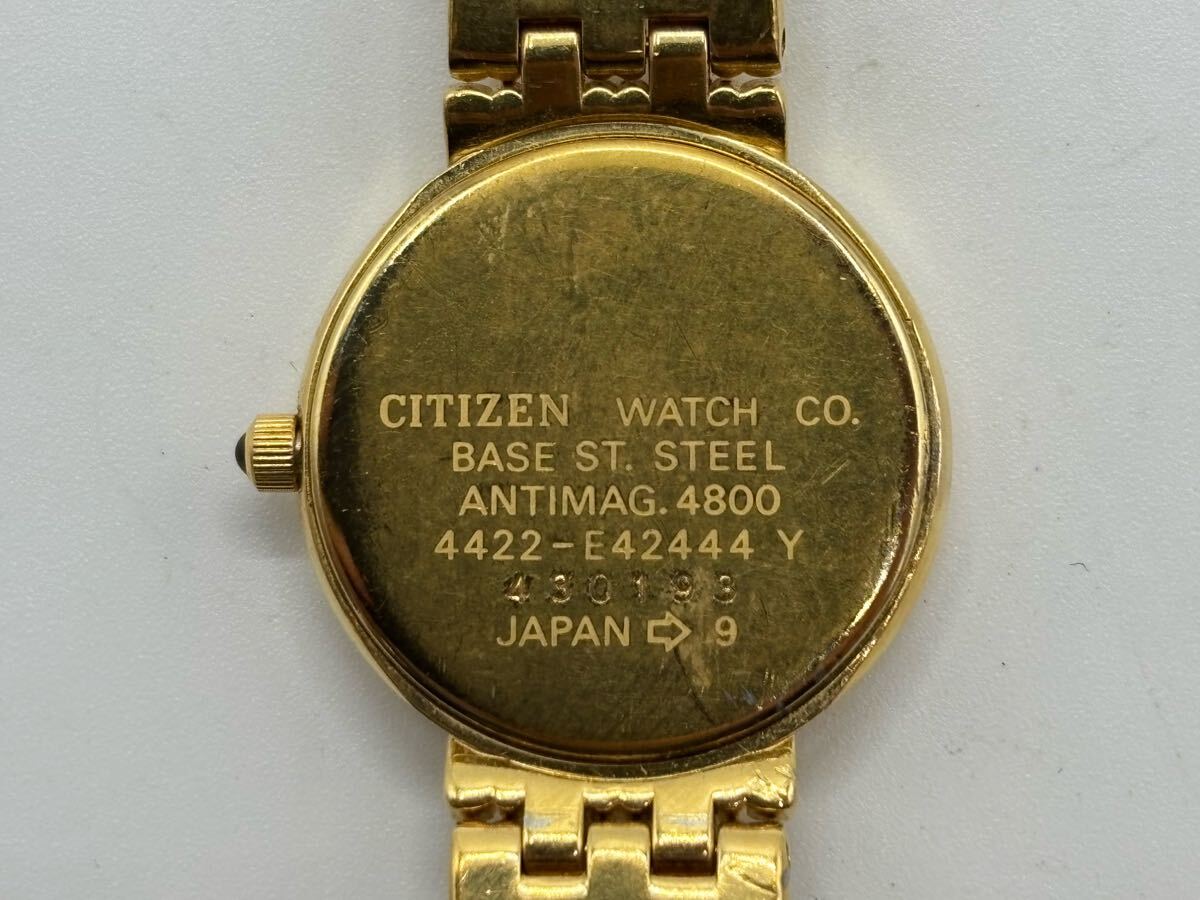 CITIZEN WATCH CO.
BASE ST. STEEL
ANTIMAG. 4800
4422-E42444 Y
430193
JAPAN ⇨ 9